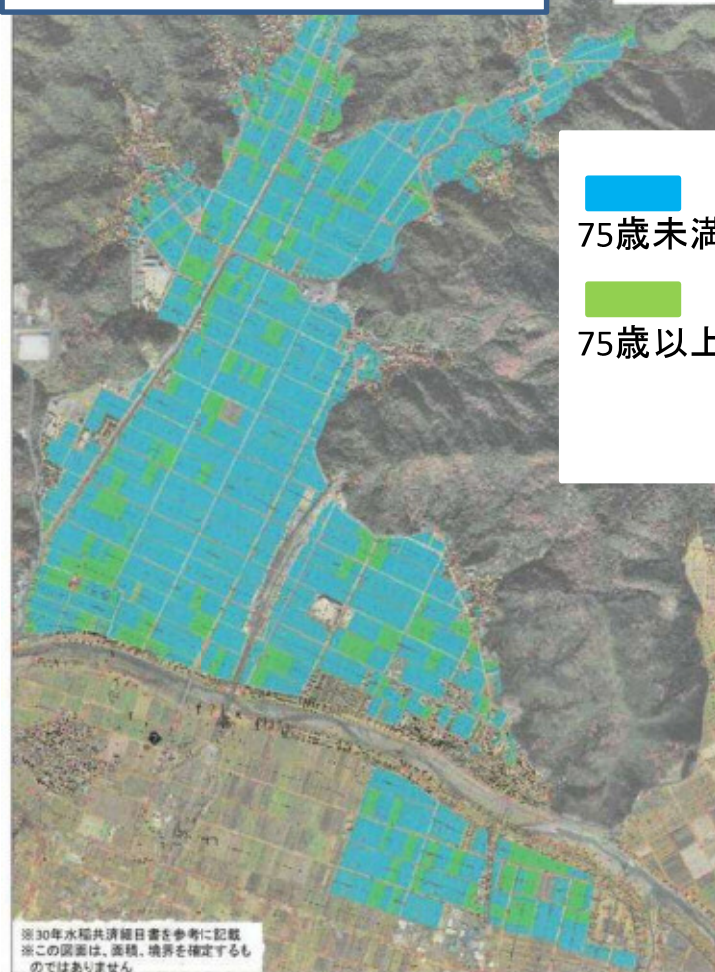 75歳未満
75歳以上
※30年水稲共済細目書を参考に記載
※この図面は、面積、境界を確定するも
のではありません